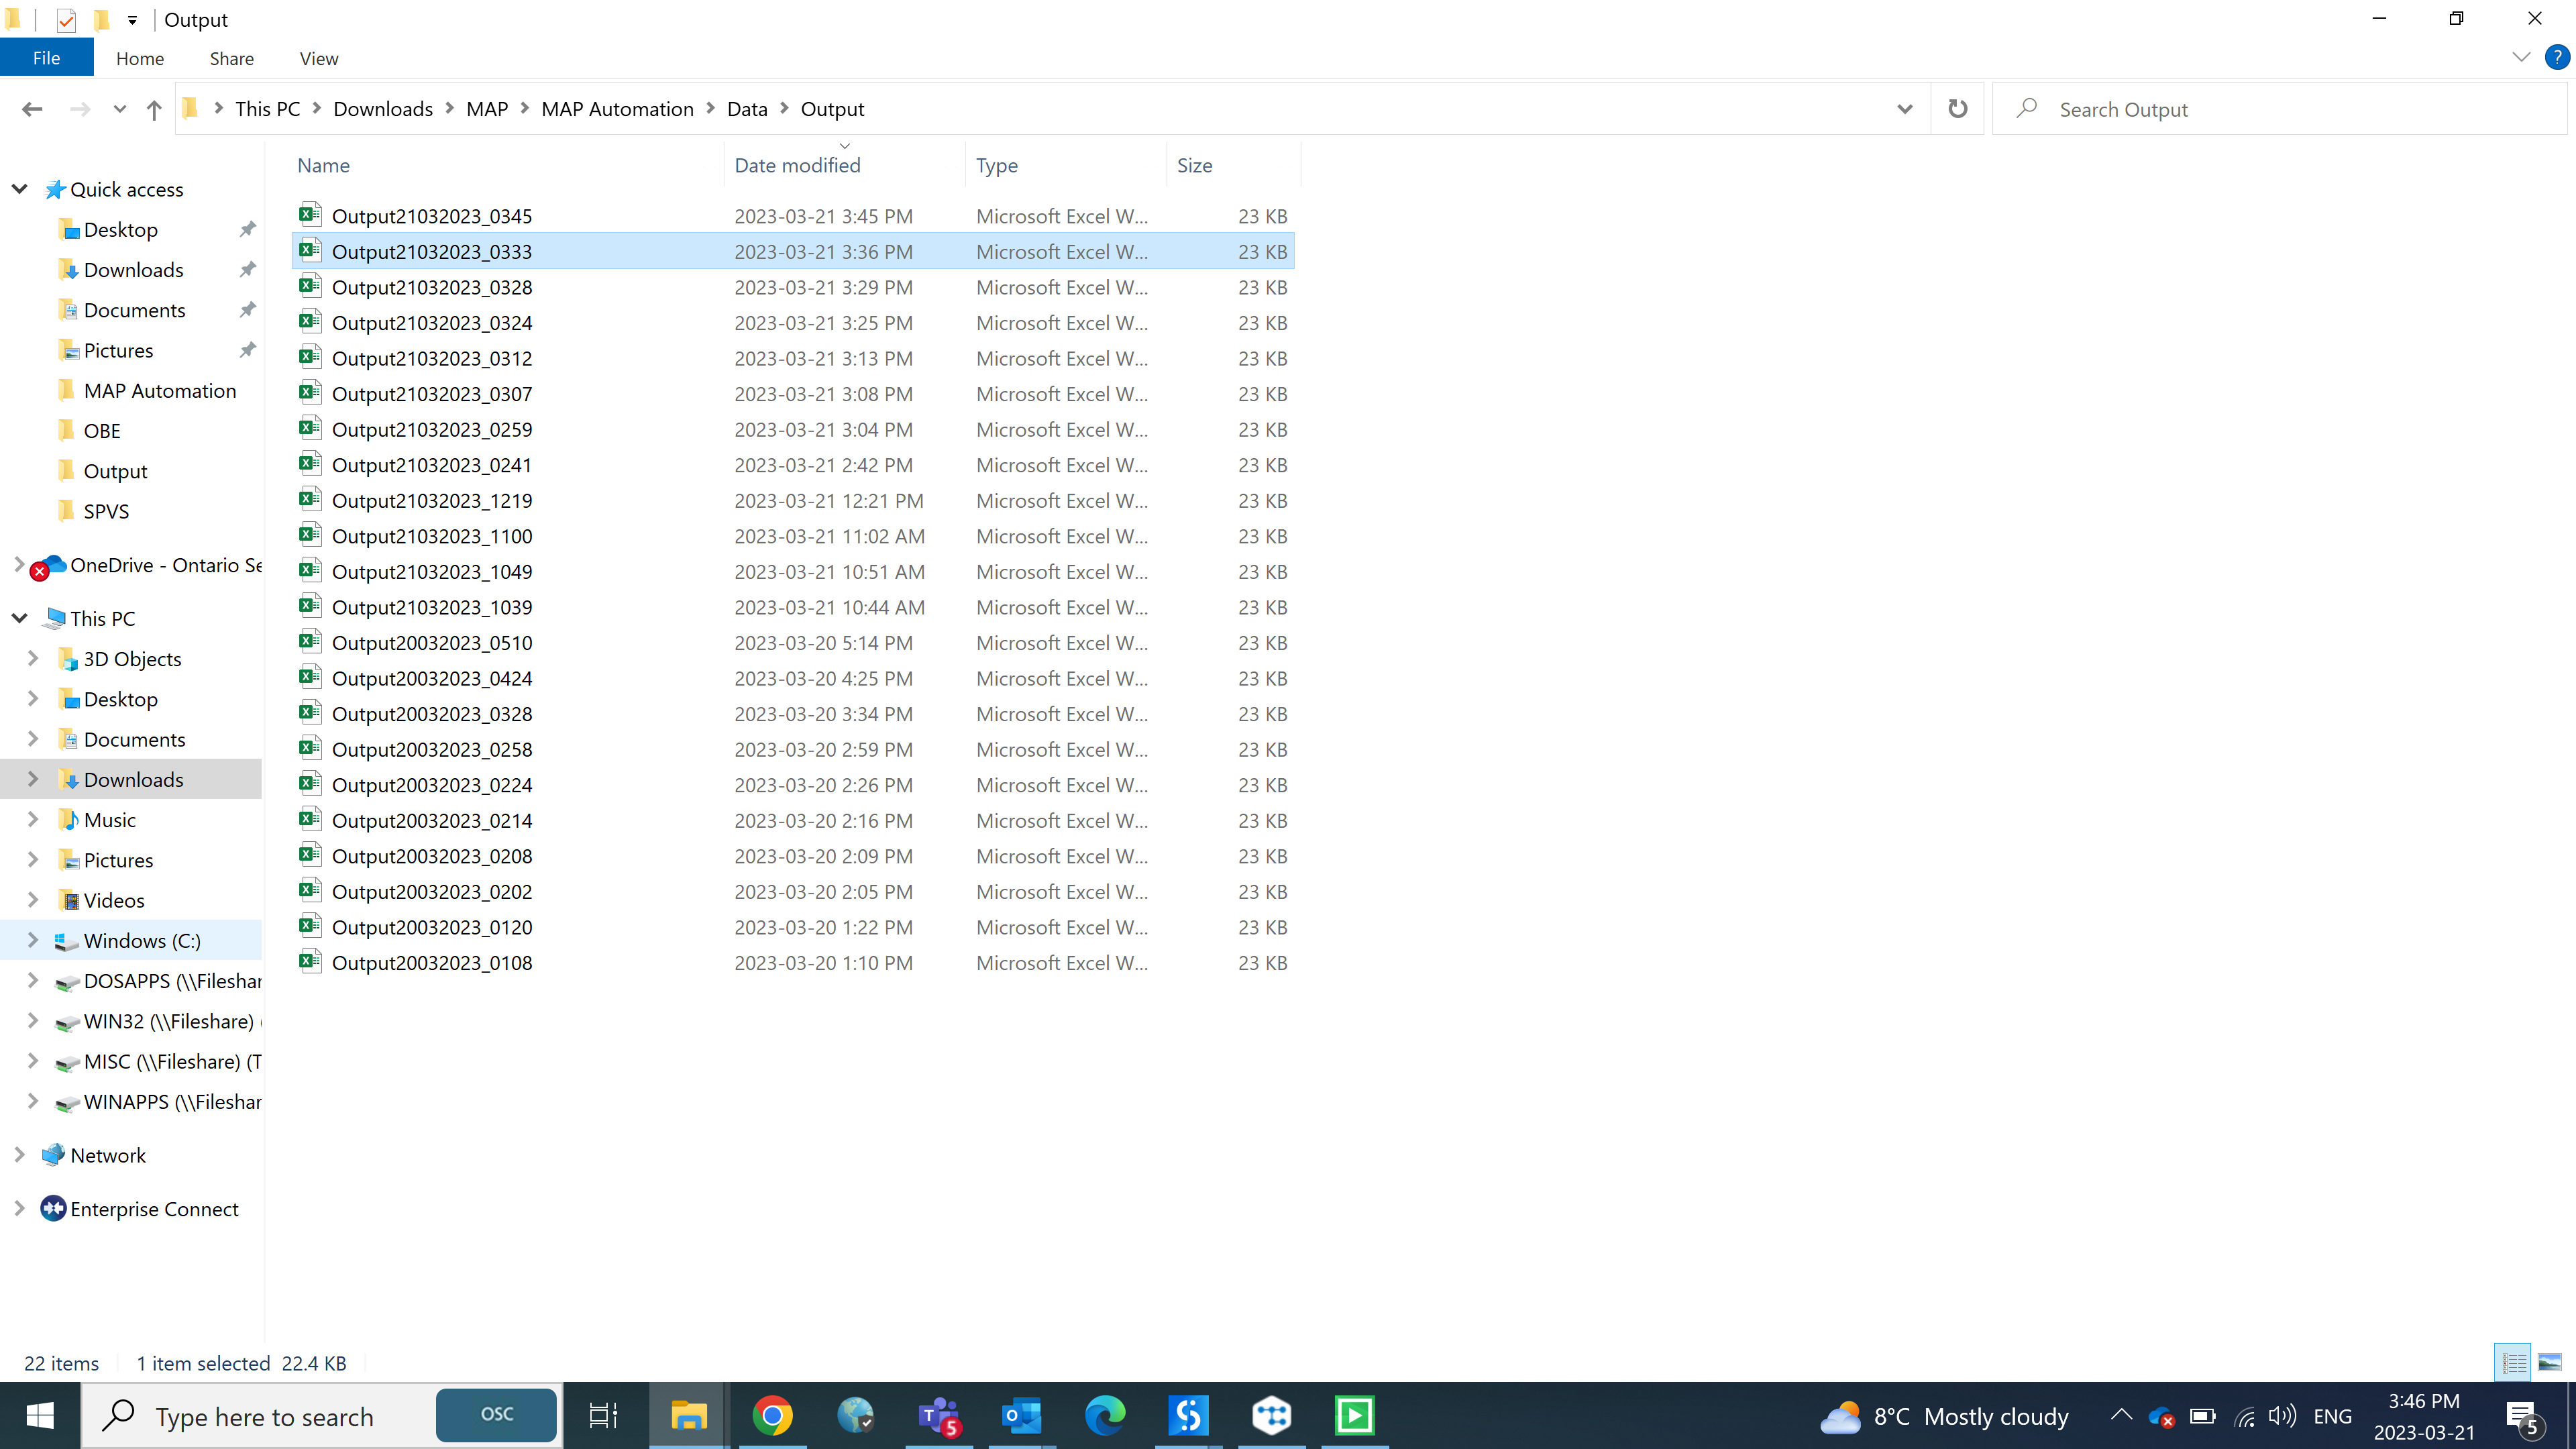 Output
File Home Share View
This PC Downloads MAP MAP Automation Data Output
Search Output
Name Date modified Type Size
Quick access
Desktop
Downloads
Documents
Pictures
MAP Automation
OBE
Output
SPVS
OneDrive - Ontario Se
This PC
3D Objects
Desktop
Documents
Downloads
Music
Pictures
Videos
Windows (C:)
DOSAPPS (\\Fileshar
WIN32 (\\Fileshare)
MISC (\\Fileshare) (T
WINAPPS (\\Fileshar
Network
Enterprise Connect
Output21032023_0345 2023-03-21 3:45 PM Microsoft Excel W... 23 KB
Output21032023_0333 2023-03-21 3:36 PM Microsoft Excel W... 23 KB
Output21032023_0328 2023-03-21 3:29 PM Microsoft Excel W... 23 KB
Output21032023_0324 2023-03-21 3:25 PM Microsoft Excel W... 23 KB
Output21032023_0312 2023-03-21 3:13 PM Microsoft Excel W... 23 KB
Output21032023_0307 2023-03-21 3:08 PM Microsoft Excel W... 23 KB
Output21032023_0259 2023-03-21 3:04 PM Microsoft Excel W... 23 KB
Output21032023_0241 2023-03-21 2:42 PM Microsoft Excel W... 23 KB
Output21032023_1219 2023-03-21 12:21 PM Microsoft Excel W... 23 KB
Output21032023_1100 2023-03-21 11:02 AM Microsoft Excel W... 23 KB
Output21032023_1049 2023-03-21 10:51 AM Microsoft Excel W... 23 KB
Output21032023_1039 2023-03-21 10:44 AM Microsoft Excel W... 23 KB
Output20032023_0510 2023-03-20 5:14 PM Microsoft Excel W... 23 KB
Output20032023_0424 2023-03-20 4:25 PM Microsoft Excel W... 23 KB
Output20032023_0328 2023-03-20 3:34 PM Microsoft Excel W... 23 KB
Output20032023_0258 2023-03-20 2:59 PM Microsoft Excel W... 23 KB
Output20032023_0224 2023-03-20 2:26 PM Microsoft Excel W... 23 KB
Output20032023_0214 2023-03-20 2:16 PM Microsoft Excel W... 23 KB
Output20032023_0208 2023-03-20 2:09 PM Microsoft Excel W... 23 KB
Output20032023_0202 2023-03-20 2:05 PM Microsoft Excel W... 23 KB
Output20032023_0120 2023-03-20 1:22 PM Microsoft Excel W... 23 KB
Output20032023_0108 2023-03-20 1:10 PM Microsoft Excel W... 23 KB
22 items 1 item selected 22.4 KB
Type here to search OSC 5 8°C Mostly cloudy ENG 3:46 PM 5
2023-03-21